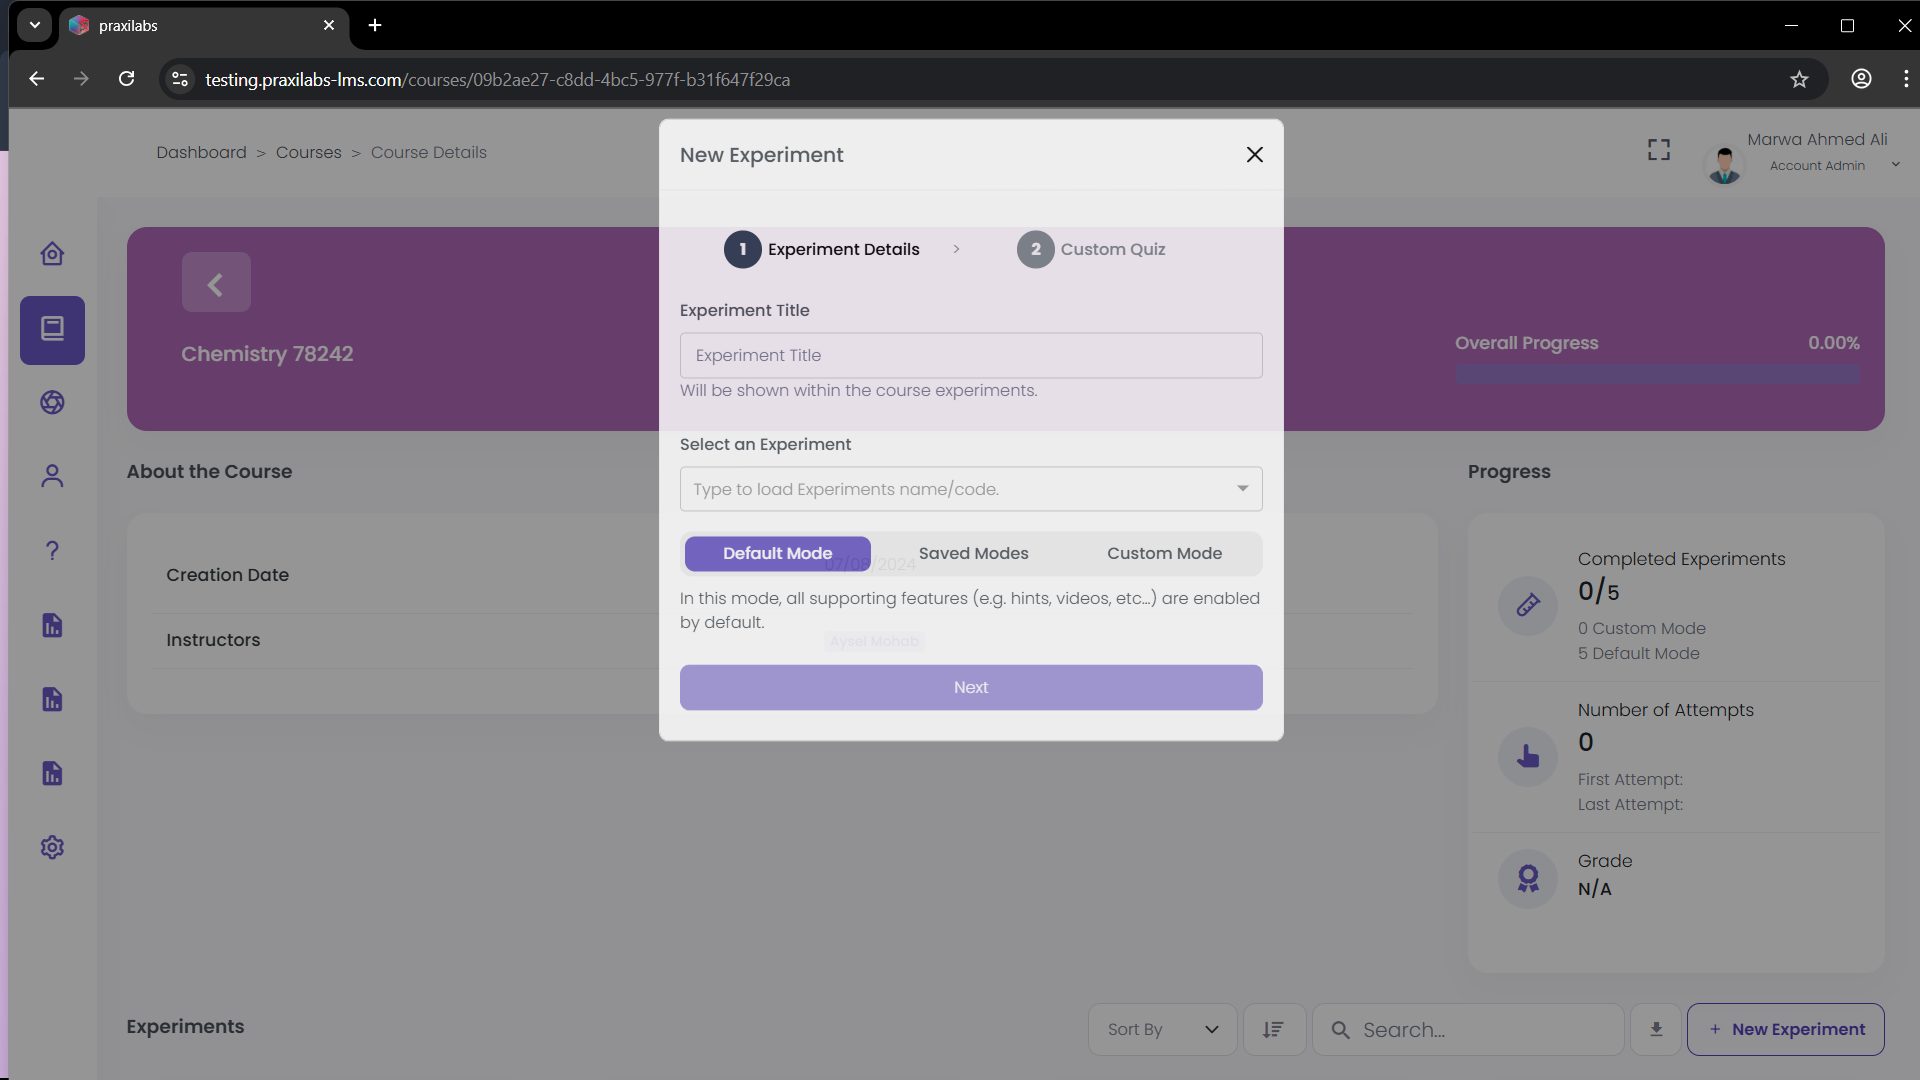 praxilabs
testing.praxilabs-lms.com/courses/09b2ae27-c8dd-4bc5-977f-b31f647f29ca
Dashboard > Courses > Course Details
Marwa Ahmed Ali
Account Admin
New Experiment
1 Experiment Details > 2 Custom Quiz
Experiment Title
Experiment Title
Will be shown within the course experiments.
Select an Experiment
Type to load Experiments name/code.
Default Mode Saved Modes Custom Mode
In this mode, all supporting features (e.g. hints, videos, etc...) are enabled
by default.
Next
Chemistry 78242
Overall Progress 0.00%
About the Course
Creation Date 07/08/2024
Instructors Aysel Mohab
Progress
Completed Experiments
0/5
0 Custom Mode
5 Default Mode
Number of Attempts
0
First Attempt:
Last Attempt:
Grade
N/A
Experiments
Sort By
Search...
+ New Experiment